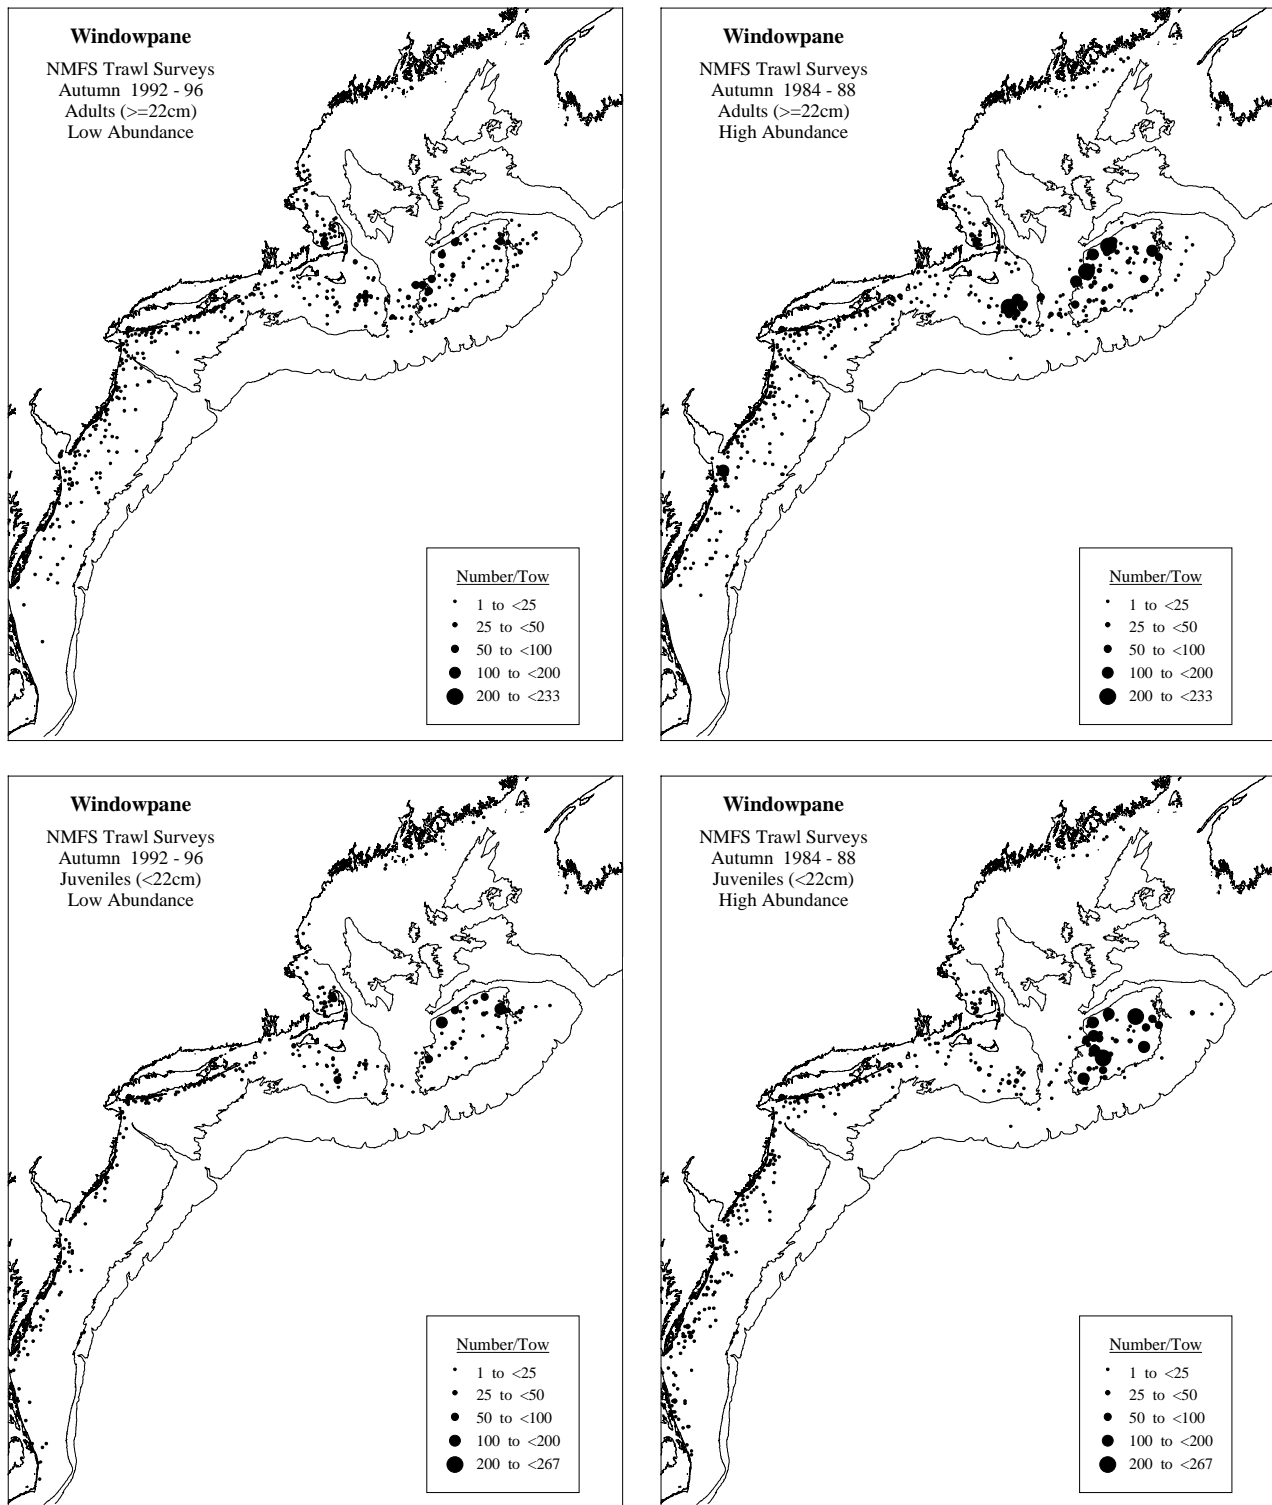 Windowpane
NMFS Trawl Surveys
Autumn 1992 - 96
Adults (>=22cm)
Low Abundance
Number/Tow
1 to <25
25 to <50
50 to <100
100 to <200
200 to <233
Windowpane
NMFS Trawl Surveys
Autumn 1984 - 88
Adults (>=22cm)
High Abundance
Number/Tow
1 to <25
25 to <50
50 to <100
100 to <200
200 to <233
Windowpane
NMFS Trawl Surveys
Autumn 1992 - 96
Juveniles (<22cm)
Low Abundance
Number/Tow
1 to <25
25 to <50
50 to <100
100 to <200
200 to <267
Windowpane
NMFS Trawl Surveys
Autumn 1984 - 88
Juveniles (<22cm)
High Abundance
Number/Tow
1 to <25
25 to <50
50 to <100
100 to <200
200 to <267